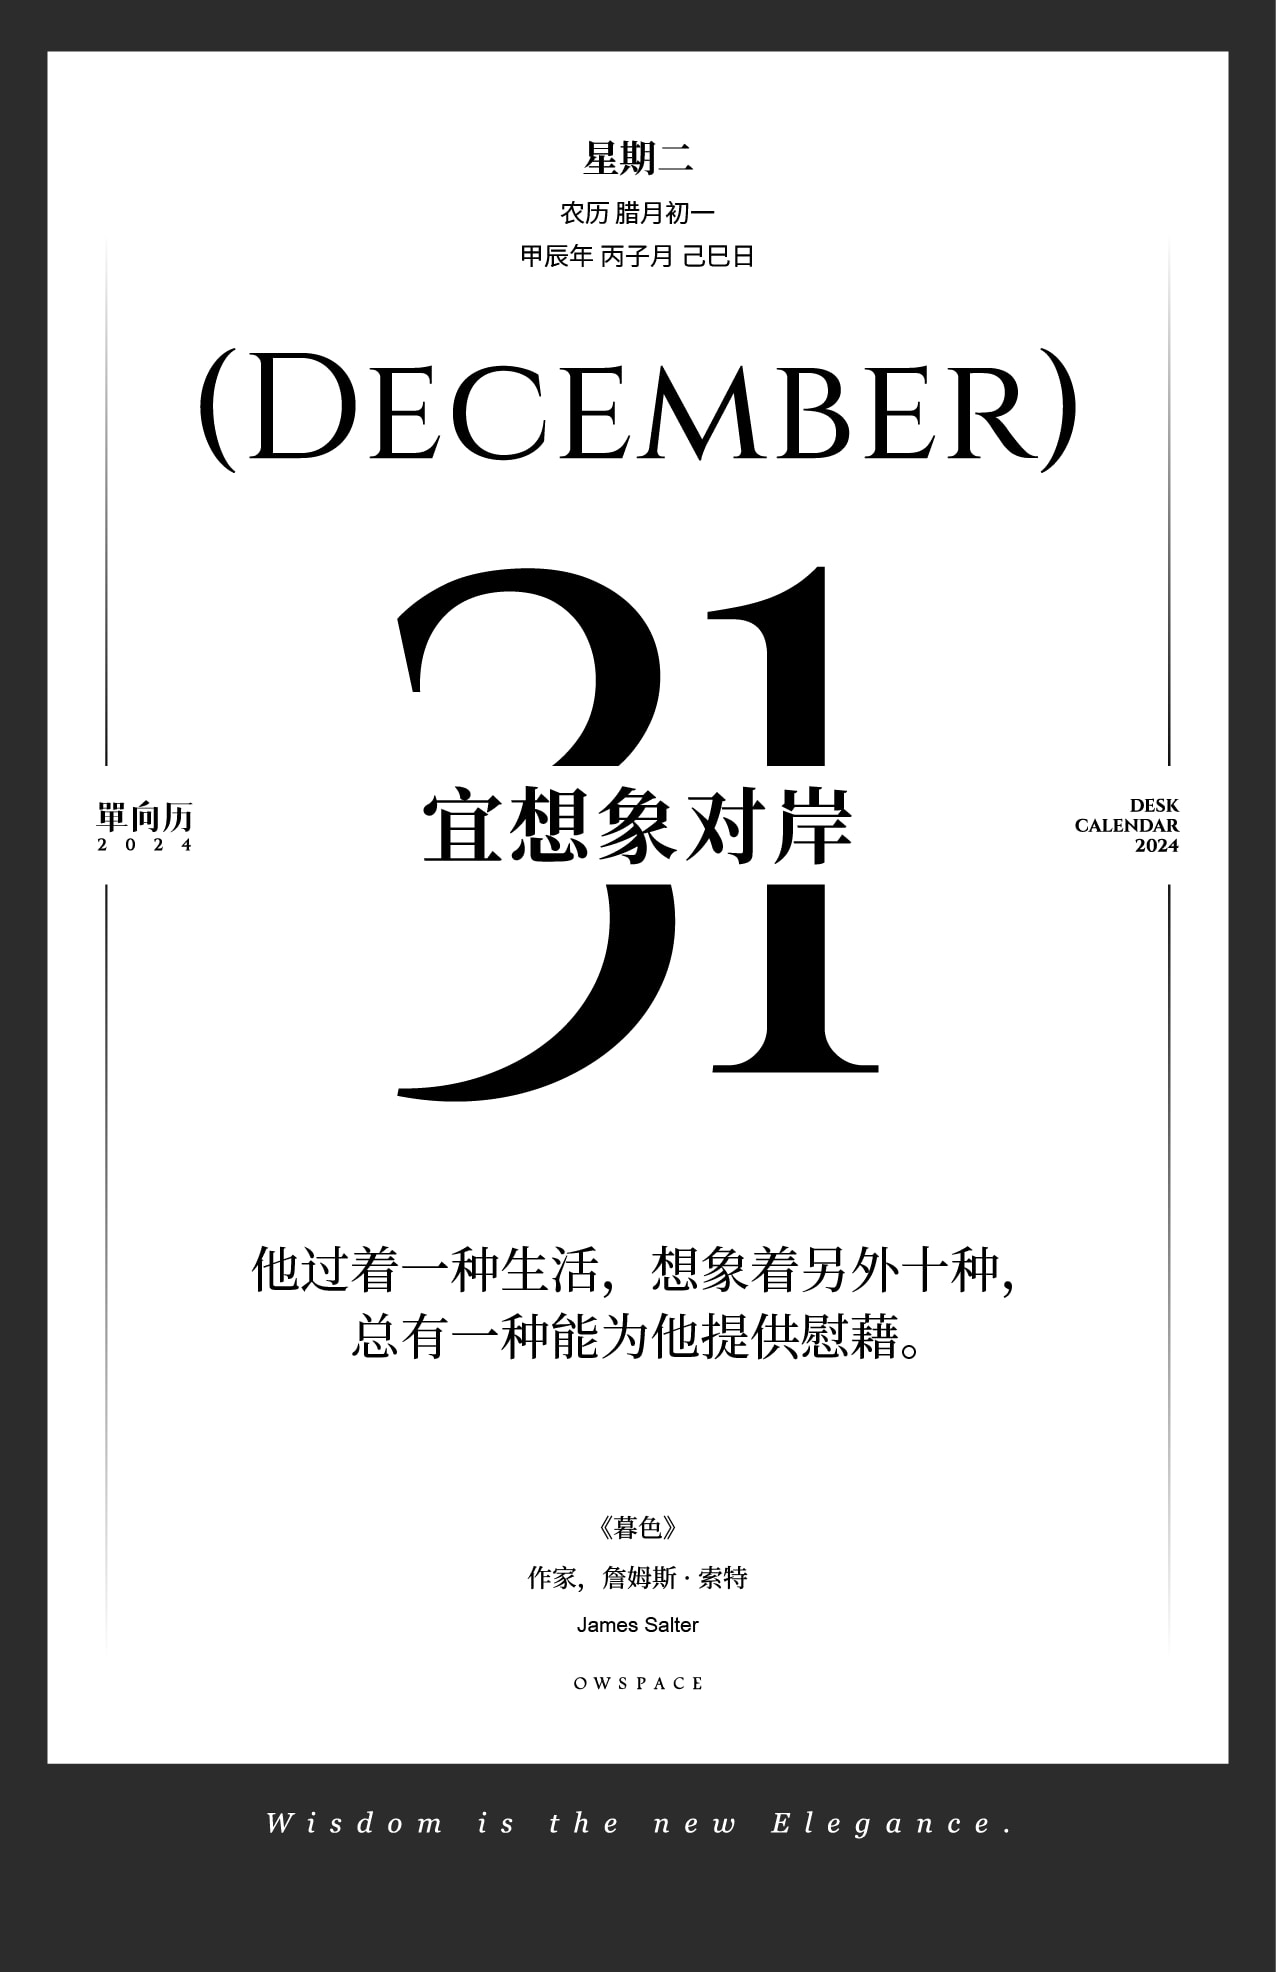 星期二
农历 腊月初一
甲辰年 丙子月 己巳日
(DECEMBER)
31
單向历
2024
宜想象对岸
DESK
CALENDAR
2024
他过着一种生活，想象着另外十种，
总有一种能为他提供慰藉。
《暮色》
作家，詹姆斯·索特
James Salter
OWSPACE
Wisdom is the new Elegance.